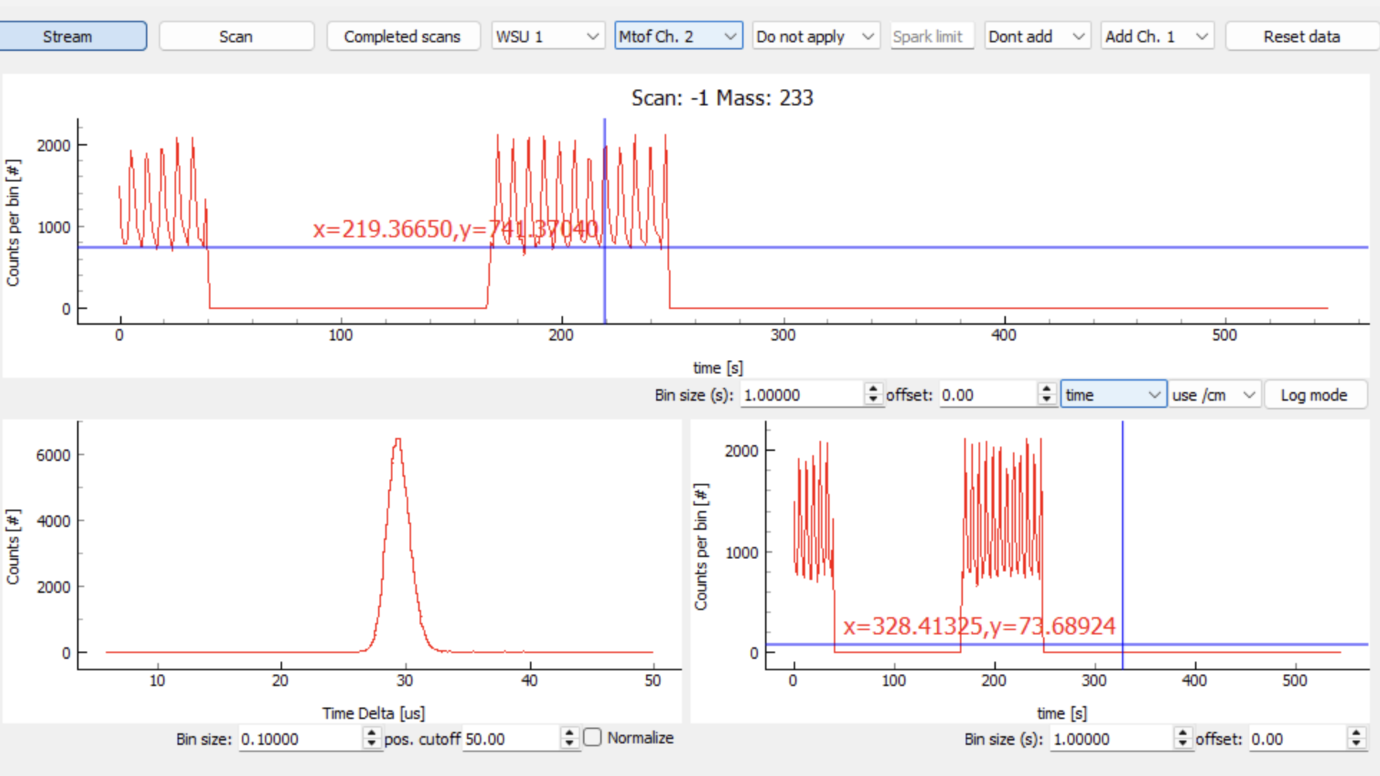 Stream Scan Completed scans WSU 1 Mtof Ch. 2 Do not apply Spark limit Dont add Add Ch. 1 Reset data
Scan: -1 Mass: 233
Counts per bin [#]
2000
1000
0
x=219.36650,y=741.37040
0 100 200 300 400 500
time [s]
Bin size (s): 1.00000 offset: 0.00 time use /cm Log mode
Counts [#]
6000
4000
2000
0
10 20 30 40 50
Time Delta [us]
Bin size: 0.10000 pos. cutoff 50.00 Normalize
Counts per bin [#]
2000
1000
0
x=328.41325,y=73.68924
0 100 200 300 400 500
time [s]
Bin size (s): 1.00000 offset: 0.00